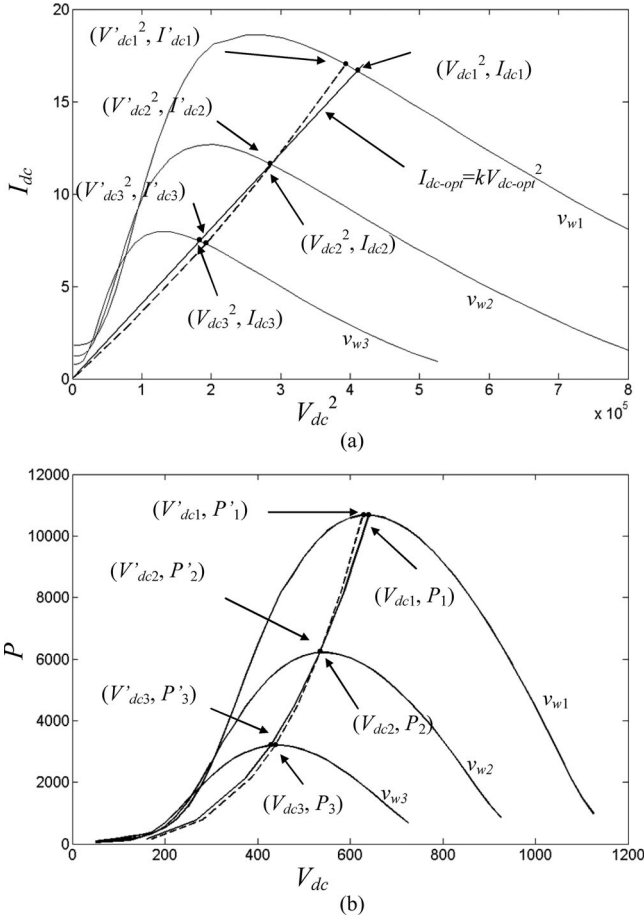 (V'dc1², I'dc1)
(Vdc1², Idc1)
(V'dc2², I'dc2)
Idc-opt=kVdc-opt²
(V'dc3², I'dc3)
(Vdc2², Idc2)
(Vdc3², Idc3)
vw1
vw2
vw3
Idc
20
15
10
5
0
0 1 2 3 4 5 6 7 8
Vdc²
x 10⁵
(a)
12000
10000
8000
6000
4000
2000
0
P
(V'dc1, P'1)
(V'dc2, P'2)
(Vdc1, P1)
(V'dc3, P'3)
(Vdc2, P2)
(Vdc3, P3)
vw1
vw2
vw3
0 200 400 600 800 1000 1200
Vdc
(b)